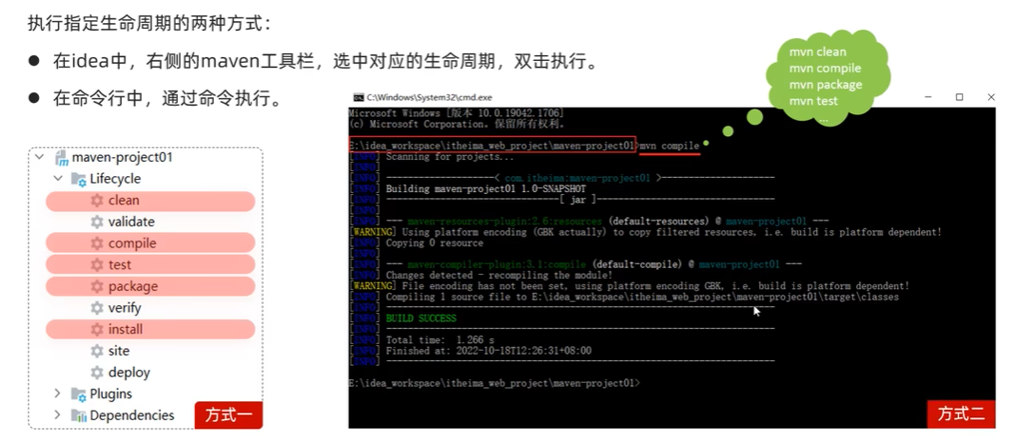 执行指定生命周期的两种方式：
● 在idea中，右侧的maven工具栏，选中对应的生命周期，双击执行。
● 在命令行中，通过命令执行。
maven-project01
Lifecycle
clean
validate
compile
test
package
verify
install
site
deploy
Plugins
Dependencies
方式一
mvn clean
mvn compile
mvn package
mvn test
...
C:\Windows\System32\cmd.exe
Microsoft Windows [版本 10.0.19042.1706]
(c) Microsoft Corporation. 保留所有权利。
E:\idea_workspace\itheima_web_project\maven-project01>mvn compile
[INFO] Scanning for projects...
[INFO]
[INFO] ------------------< com.itheima:maven-project01 >-------------------
[INFO] Building maven-project01 1.0-SNAPSHOT
[INFO] --------------------------------[ jar ]---------------------------------
[INFO]
[INFO] --- maven-resources-plugin:2.6:resources (default-resources) @ maven-project01 ---
[WARNING] Using platform encoding (GBK actually) to copy filtered resources, i.e. build is platform dependent!
[INFO] Copying 0 resource
[INFO]
[INFO] --- maven-compiler-plugin:3.1:compile (default-compile) @ maven-project01 ---
[INFO] Changes detected - recompiling the module!
[WARNING] File encoding has not been set, using platform encoding GBK, i.e. build is platform dependent!
[INFO] Compiling 1 source file to E:\idea_workspace\itheima_web_project\maven-project01\target\classes
[INFO] ------------------------------------------------------------------------
[INFO] BUILD SUCCESS
[INFO] ------------------------------------------------------------------------
[INFO] Total time:  1.266 s
[INFO] Finished at: 2022-10-18T12:26:31+08:00
[INFO] ------------------------------------------------------------------------
E:\idea_workspace\itheima_web_project\maven-project01>
方式二